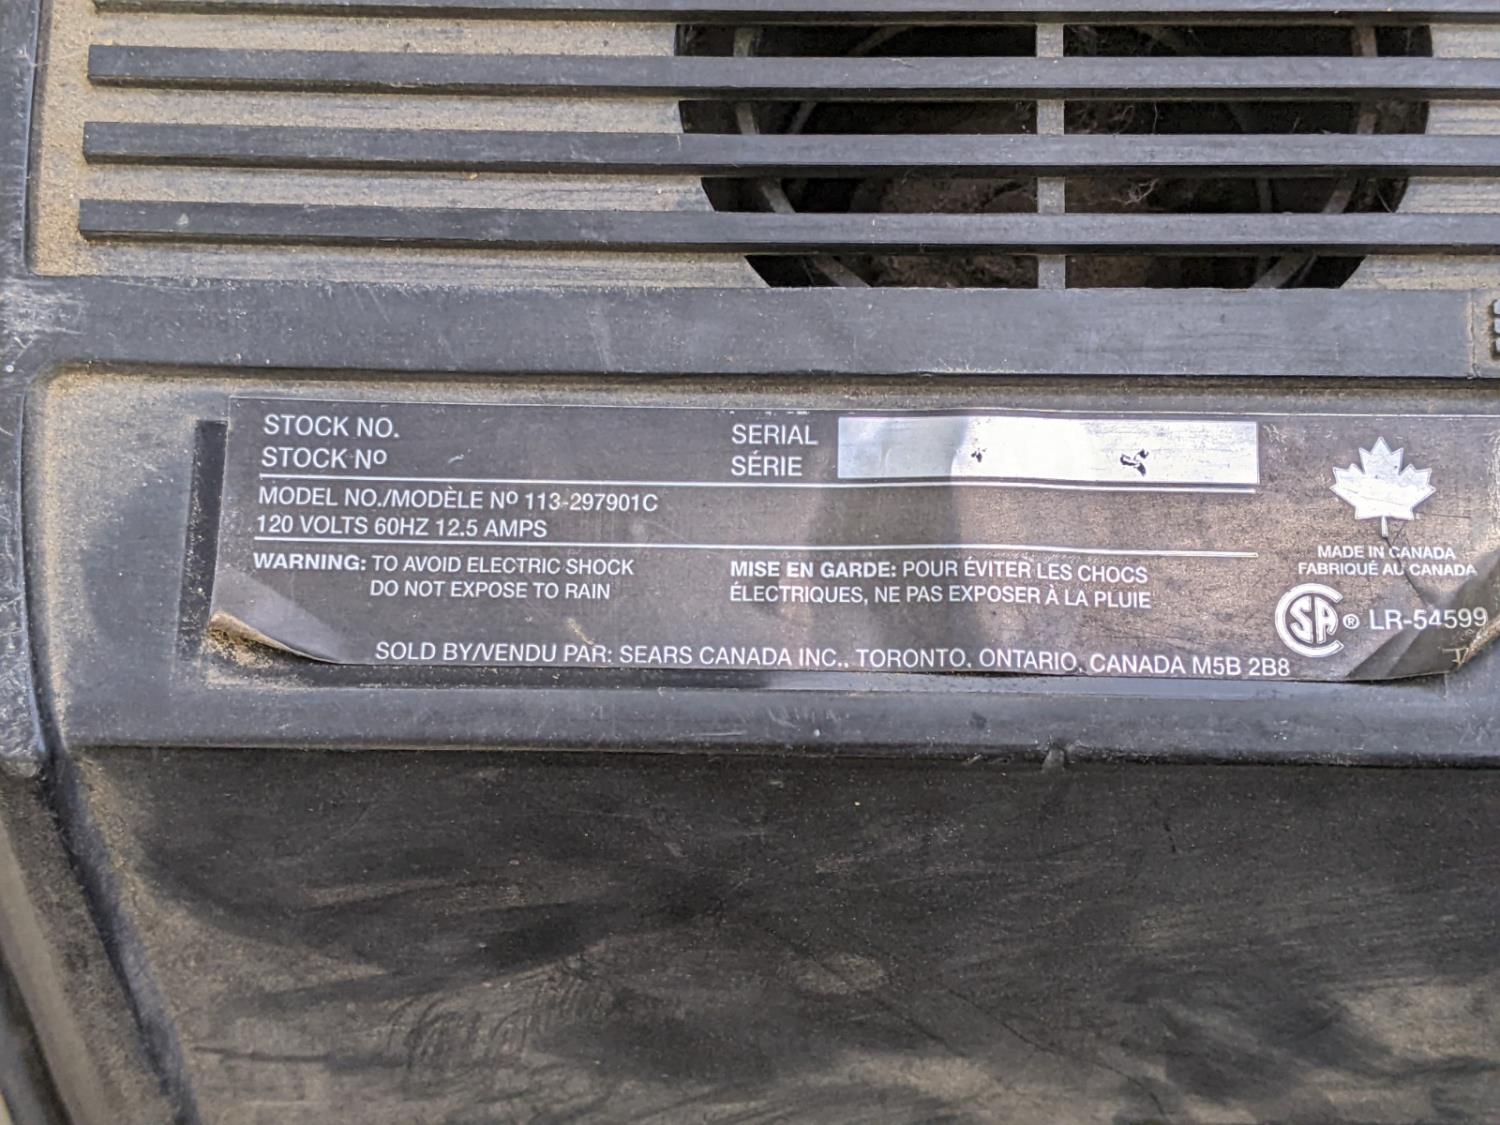 STOCK NO.
STOCK Nº
SERIAL
SÉRIE
MODEL NO./MODÈLE Nº 113-297901C
120 VOLTS 60HZ 12.5 AMPS
WARNING: TO AVOID ELECTRIC SHOCK
DO NOT EXPOSE TO RAIN
MISE EN GARDE: POUR ÉVITER LES CHOCS
ÉLECTRIQUES, NE PAS EXPOSER À LA PLUIE
SOLD BY/VENDU PAR: SEARS CANADA INC., TORONTO, ONTARIO, CANADA M5B 2B8
MADE IN CANADA
FABRIQUÉ AU CANADA
SA ® LR-54599